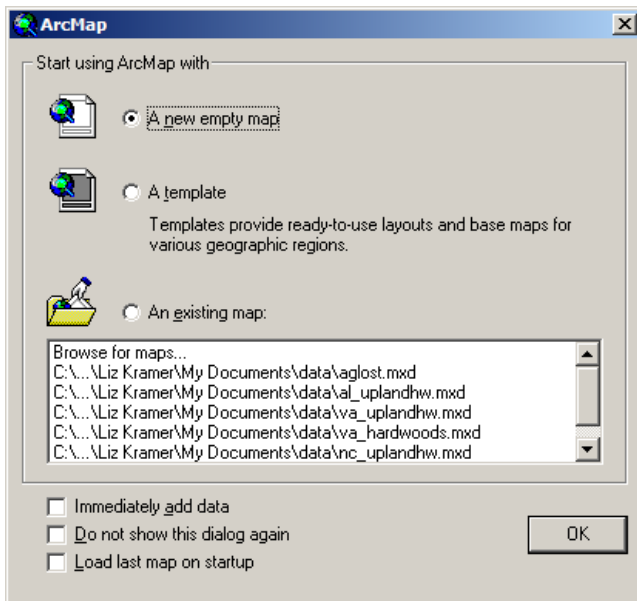 ArcMap
Start using ArcMap with
A new empty map
A template
Templates provide ready-to-use layouts and base maps for
various geographic regions.
An existing map:
Browse for maps...
C:\...\Liz Kramer\My Documents\data\aglost.mxd
C:\...\Liz Kramer\My Documents\data\al_uplandhw.mxd
C:\...\Liz Kramer\My Documents\data\va_uplandhw.mxd
C:\...\Liz Kramer\My Documents\data\va_hardwoods.mxd
C:\...\Liz Kramer\My Documents\data\nc_uplandhw.mxd
Immediately add data
Do not show this dialog again
OK
Load last map on startup